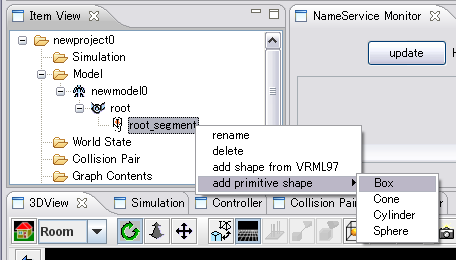 Item View
NameService Monitor
newproject0
Simulation
Model
newmodel0
root
root_segment
World State
Collision Pair
Graph Contents
update
rename
delete
add shape from VRML97
add primitive shape
Box
Cone
Cylinder
Sphere
3DView
Simulation
Controller
Collision Pai
Room